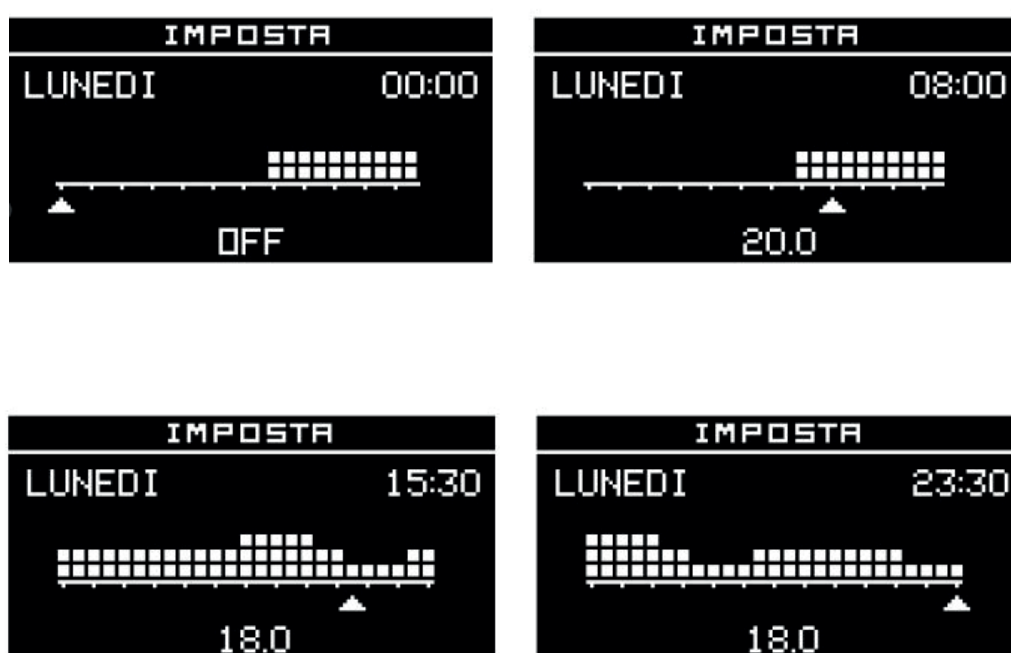 IMPOSTA
LUNEDI 00:00
OFF
IMPOSTA
LUNEDI 08:00
20.0
IMPOSTA
LUNEDI 15:30
18.0
IMPOSTA
LUNEDI 23:30
18.0